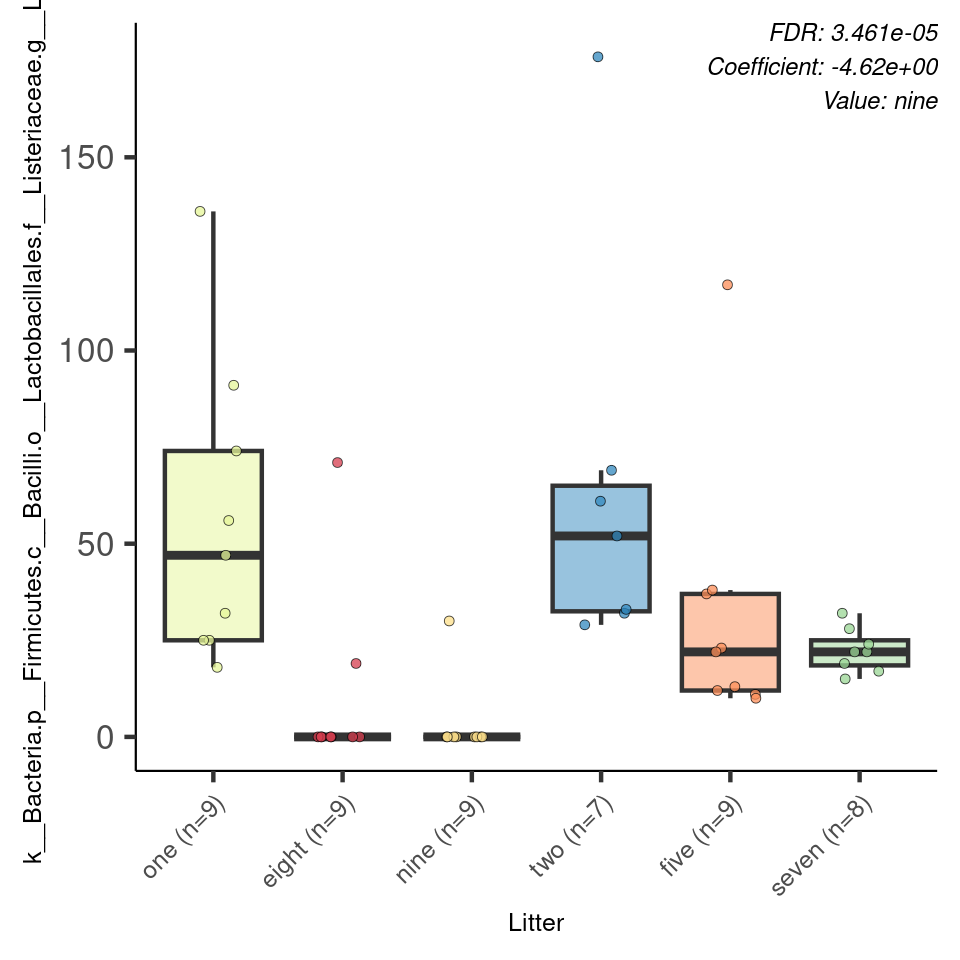 FDR: 3.461e-05
Coefficient: -4.62e+00
Value: nine
k__Bacteria.p__Firmicutes.c__Bacilli.o__Lactobacillales.f__Listeriaceae.g__L
150
100
50
0
one (n=9)
eight (n=9)
nine (n=9)
two (n=7)
five (n=9)
seven (n=8)
Litter